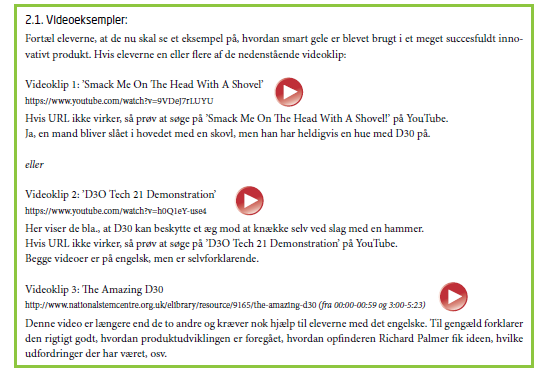 2.1. Videoeksempler:
Fortæl eleverne, at de nu skal se et eksempel på, hvordan smart gele er blevet brugt i et meget succesfuldt inno-
vativt produkt. Hvis eleverne en eller flere af de nedenstående videoklip:
Videoklip 1: ’Smack Me On The Head With A Shovel’
https://www.youtube.com/watch?v=9VDeJ7rLUYU
Hvis URL ikke virker, så prøv at søge på ’Smack Me On The Head With A Shovel!’ på YouTube.
Ja, en mand bliver slået i hovedet med en skovl, men han har heldigvis en hue med D30 på.
eller
Videoklip 2: ’D3O Tech 21 Demonstration’
https://www.youtube.com/watch?v=h0Q1eY-use4
Her viser de bla., at D30 kan beskytte et æg mod at knække selv ved slag med en hammer.
Hvis URL ikke virker, så prøv at søge på ’D3O Tech 21 Demonstration’ på YouTube.
Begge videoer er på engelsk, men er selvforklarende.
Videoklip 3: The Amazing D30
http://www.nationalstemcentre.org.uk/elibrary/resource/9165/the-amazing-d30 (fra 00:00-00:59 og 3:00-5:23)
Denne video er længere end de to andre og kræver nok hjælp til eleverne med det engelske. Til gengæld forklarer
den rigtigt godt, hvordan produktudviklingen er foregået, hvordan opfinderen Richard Palmer fik ideen, hvilke
udfordringer der har været, osv.